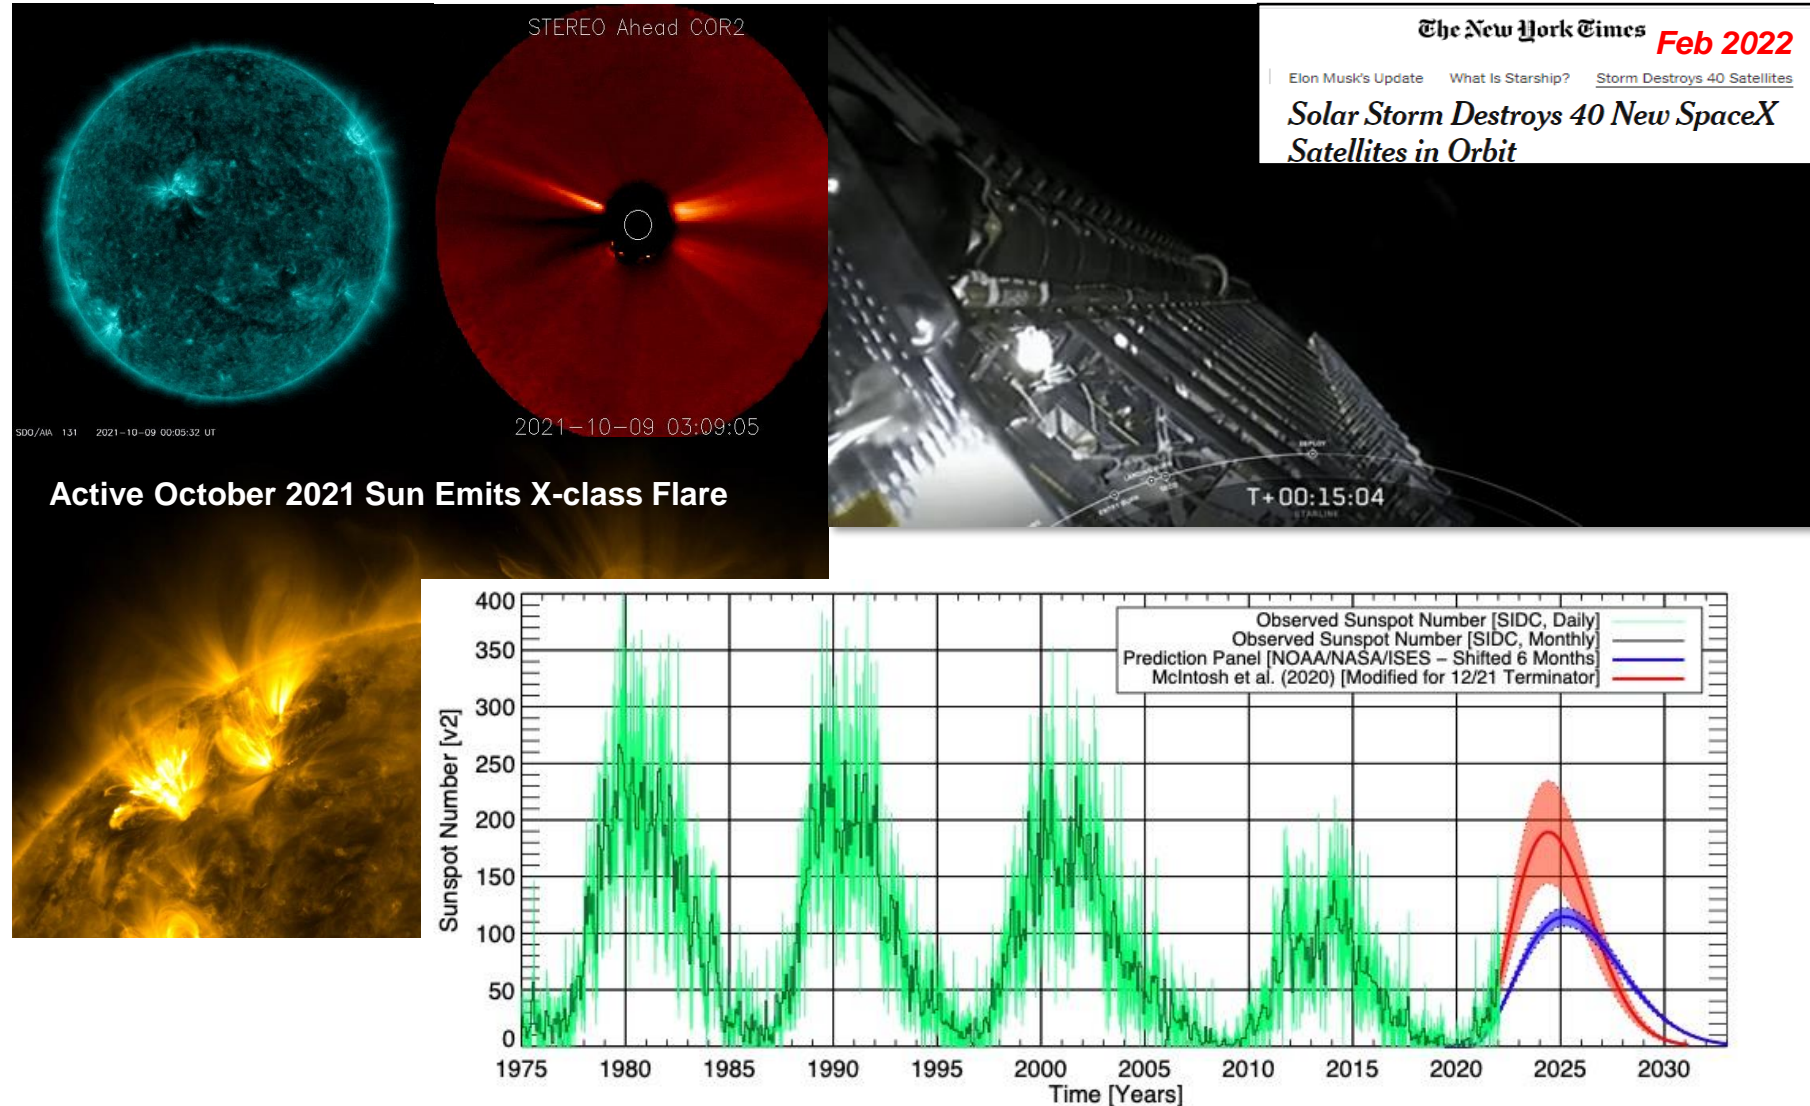 STEREO Ahead COR2
SDO/AIA 131 2021-10-09 00:05:32 UT
2021-10-09 03:09:05
Active October 2021 Sun Emits X-class Flare
The New York Times
Feb 2022
Elon Musk's Update What Is Starship? Storm Destroys 40 Satellites
Solar Storm Destroys 40 New SpaceX
Satellites in Orbit
DEPLOY
ENTRY BURN
T+00:15:04
STARLINK
Observed Sunspot Number [SIDC, Daily]
Observed Sunspot Number [SIDC, Monthly]
Prediction Panel [NOAA/NASA/ISES – Shifted 6 Months]
McIntosh et al. (2020) [Modified for 12/21 Terminator]
Sunspot Number [v2]
400
350
300
250
200
150
100
50
0
1975 1980 1985 1990 1995 2000 2005 2010 2015 2020 2025 2030
Time [Years]